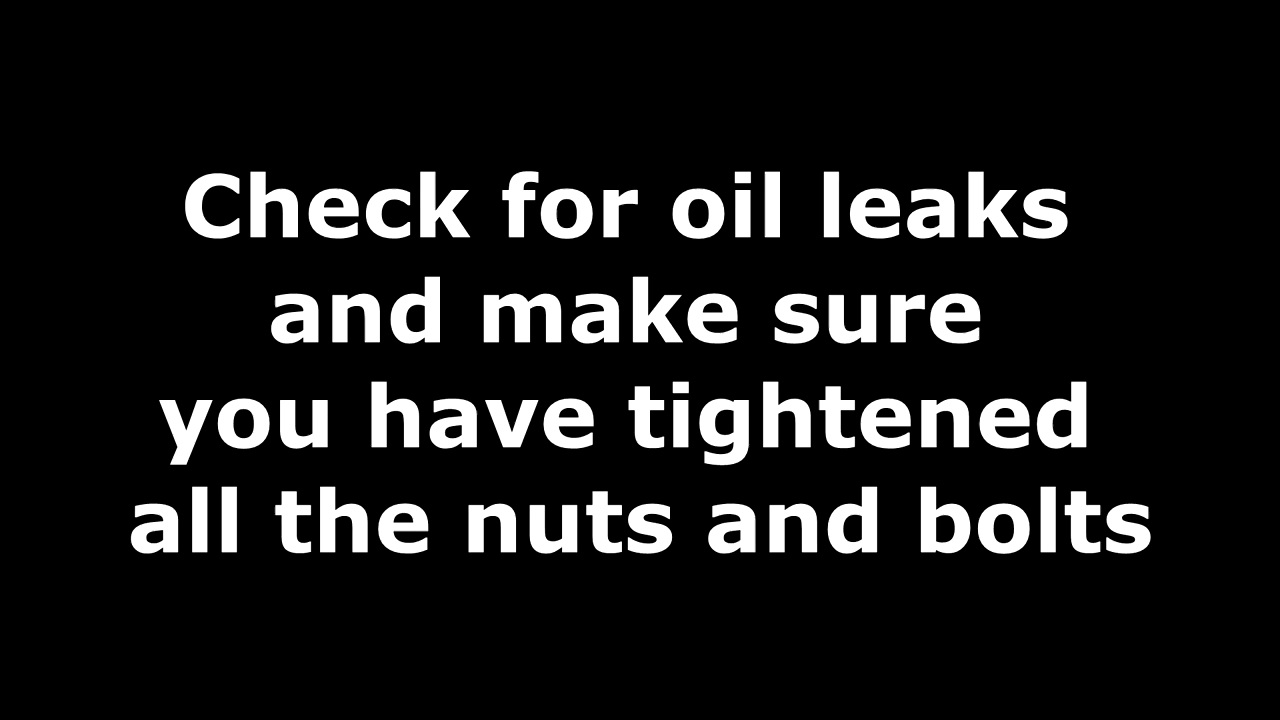 Check for oil leaks
and make sure
you have tightened
all the nuts and bolts